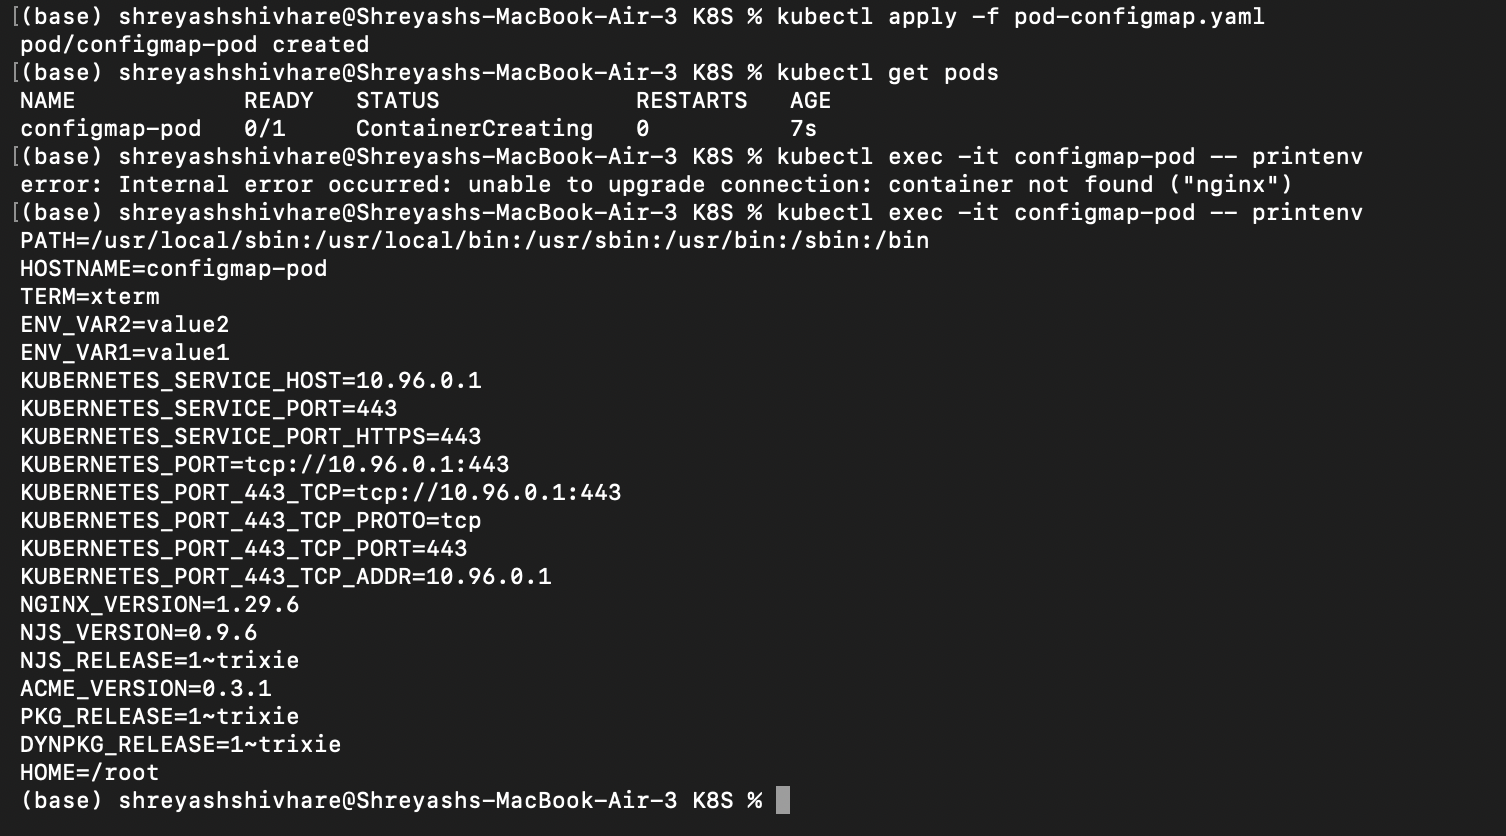 [(base) shreyashshivhare@Shreyashs-MacBook-Air-3 K8S % kubectl apply -f pod-configmap.yaml
pod/configmap-pod created
[(base) shreyashshivhare@Shreyashs-MacBook-Air-3 K8S % kubectl get pods
NAME            READY   STATUS              RESTARTS   AGE
configmap-pod   0/1     ContainerCreating   0          7s
[(base) shreyashshivhare@Shreyashs-MacBook-Air-3 K8S % kubectl exec -it configmap-pod -- printenv
error: Internal error occurred: unable to upgrade connection: container not found ("nginx")
[(base) shreyashshivhare@Shreyashs-MacBook-Air-3 K8S % kubectl exec -it configmap-pod -- printenv
PATH=/usr/local/sbin:/usr/local/bin:/usr/sbin:/usr/bin:/sbin:/bin
HOSTNAME=configmap-pod
TERM=xterm
ENV_VAR2=value2
ENV_VAR1=value1
KUBERNETES_SERVICE_HOST=10.96.0.1
KUBERNETES_SERVICE_PORT=443
KUBERNETES_SERVICE_PORT_HTTPS=443
KUBERNETES_PORT=tcp://10.96.0.1:443
KUBERNETES_PORT_443_TCP=tcp://10.96.0.1:443
KUBERNETES_PORT_443_TCP_PROTO=tcp
KUBERNETES_PORT_443_TCP_PORT=443
KUBERNETES_PORT_443_TCP_ADDR=10.96.0.1
NGINX_VERSION=1.29.6
NJS_VERSION=0.9.6
NJS_RELEASE=1~trixie
ACME_VERSION=0.3.1
PKG_RELEASE=1~trixie
DYNPKG_RELEASE=1~trixie
HOME=/root
(base) shreyashshivhare@Shreyashs-MacBook-Air-3 K8S %